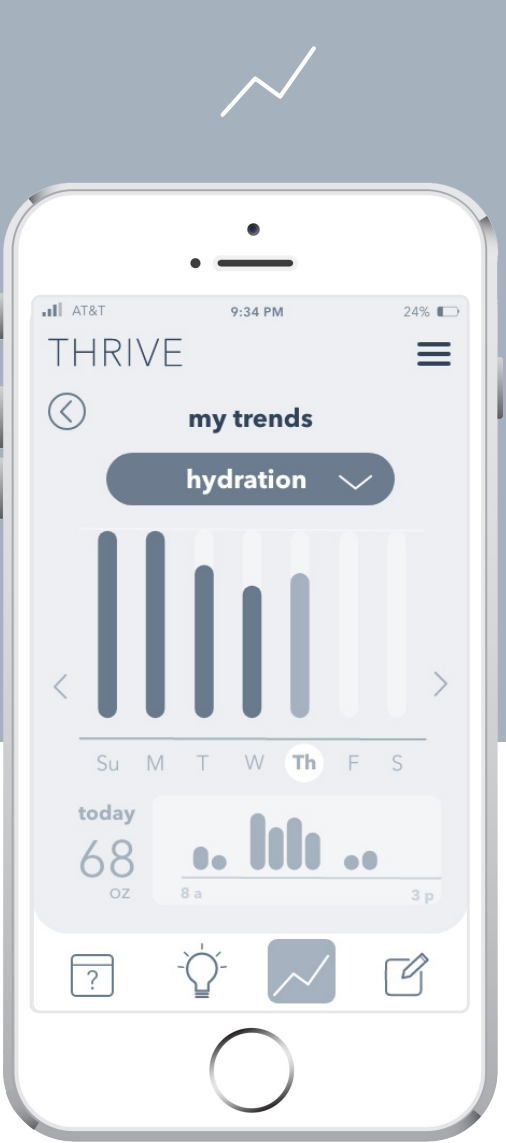 AT&T 9:34 PM 24%
THRIVE
my trends
hydration
Su M T W Th F S
today
68
oz
8 a 3 p
?